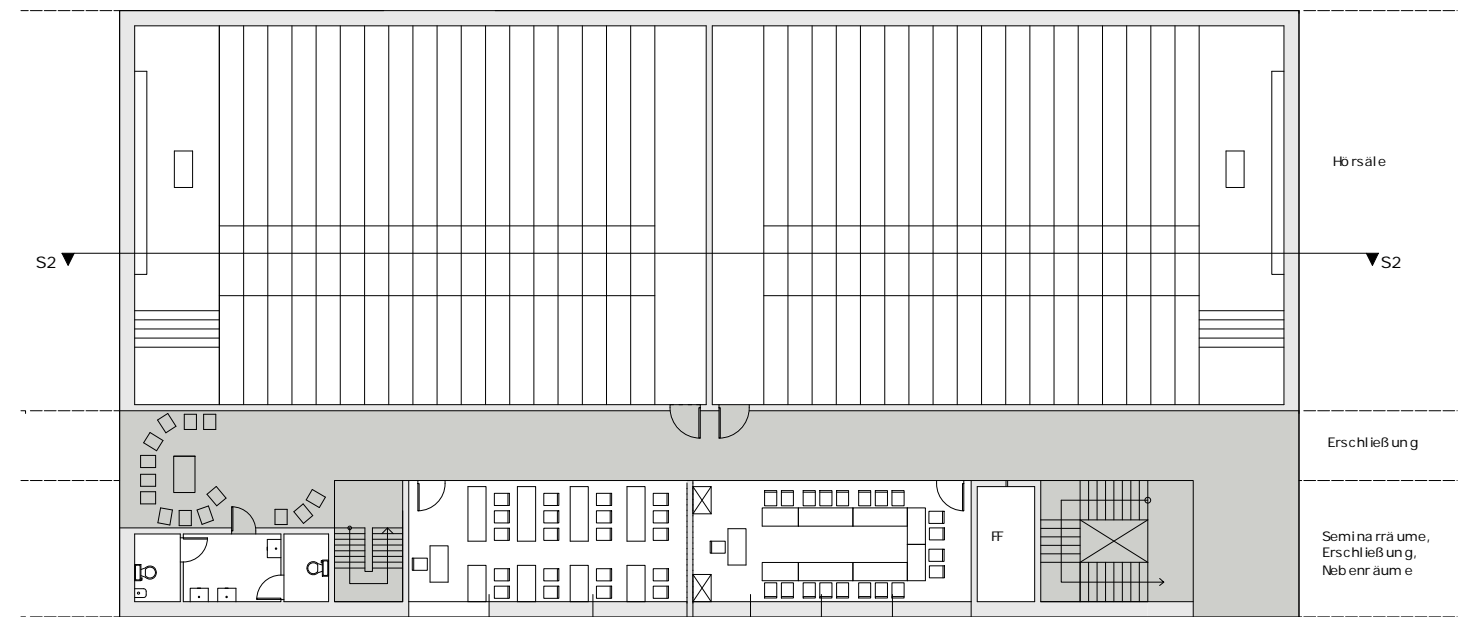 Hörsäle
S2
S2
Erschließung
FF
Seminarräume,
Erschließung,
Nebenräume